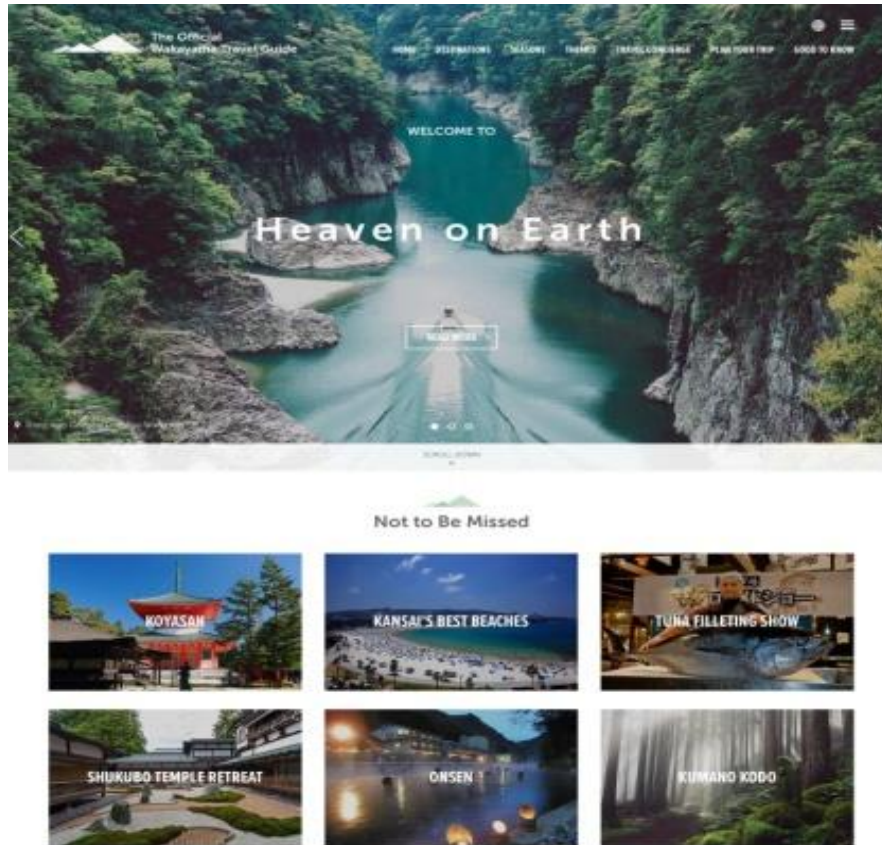 The Official
Wakayama Travel Guide
HOME DESTINATIONS SEASONS THEMES TRAVEL CONCIERGE PLAN YOUR TRIP GOOD TO KNOW
WELCOME TO
Heaven on Earth
READ MORE
SCROLL DOWN
Not to Be Missed
KOYASAN
KANSAI'S BEST BEACHES
TUNA FILLETING SHOW
SHUKUBO TEMPLE RETREAT
ONSEN
KUMANO KODO